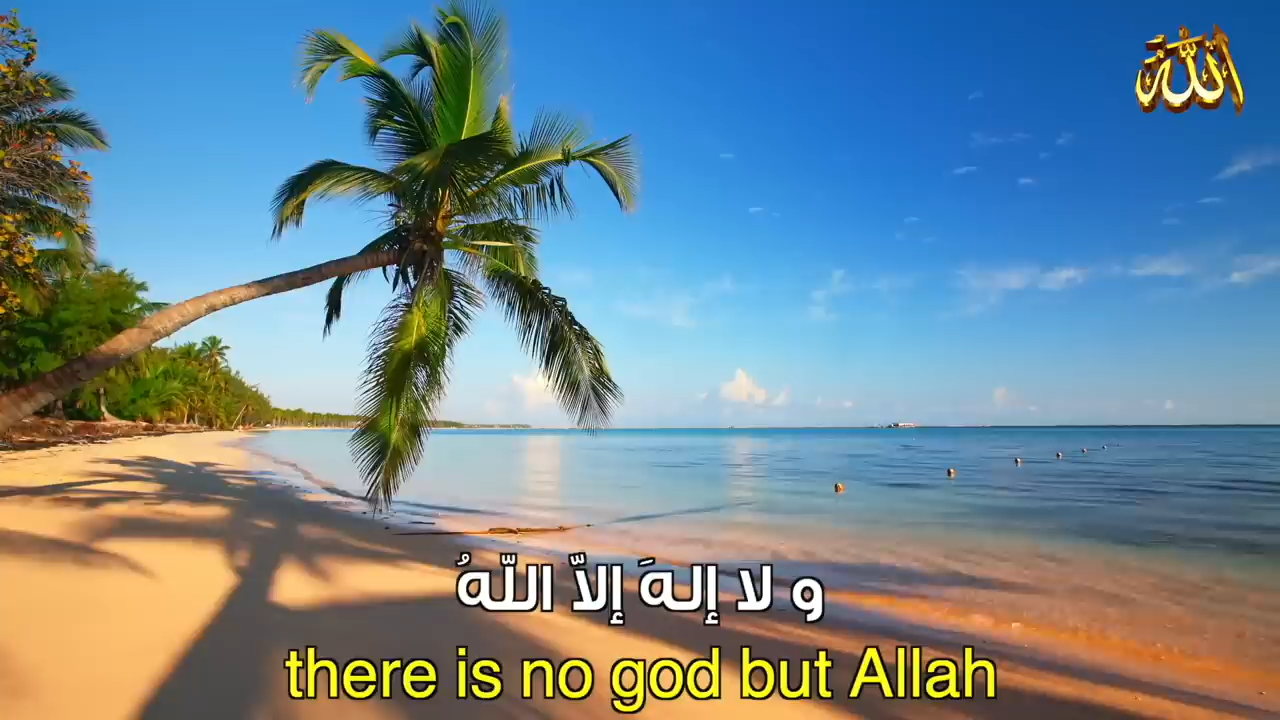 الله
و لا إلهَ إلاّ اللّهُ
there is no god but Allah